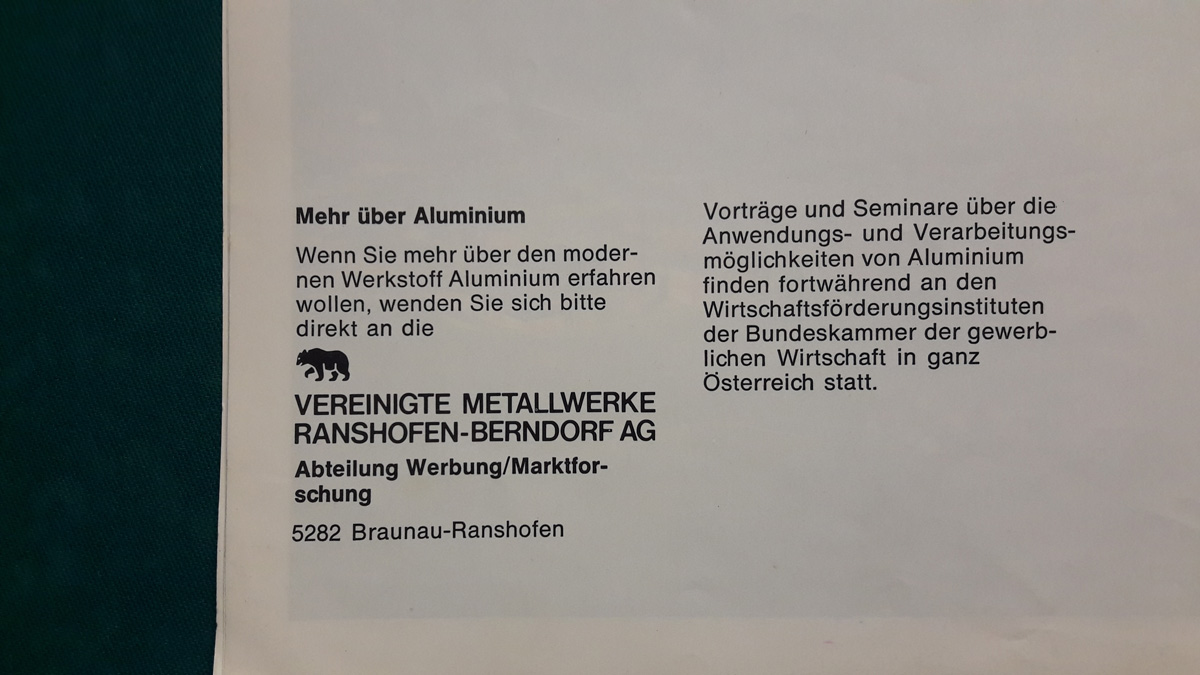 Mehr über Aluminium
Wenn Sie mehr über den moder-
nen Werkstoff Aluminium erfahren
wollen, wenden Sie sich bitte
direkt an die
VEREINIGTE METALLWERKE
RANSHOFEN-BERNDORF AG
Abteilung Werbung/Marktfor-
schung
5282 Braunau-Ranshofen
Vorträge und Seminare über die
Anwendungs- und Verarbeitungs-
möglichkeiten von Aluminium
finden fortwährend an den
Wirtschaftsförderungsinstituten
der Bundeskammer der gewerb-
lichen Wirtschaft in ganz
Österreich statt.